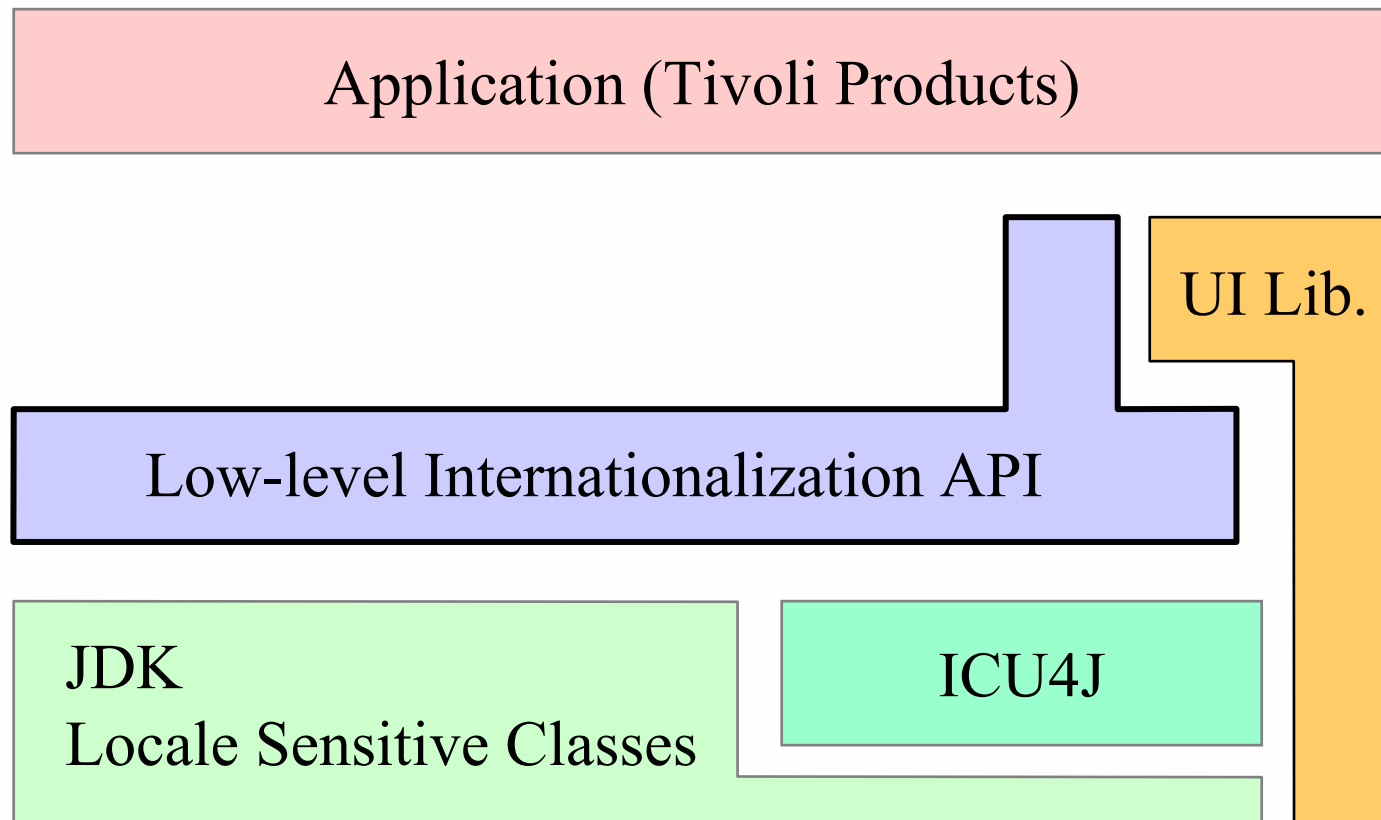 Application (Tivoli Products)
UI Lib.
Low-level Internationalization API
JDK
Locale Sensitive Classes
ICU4J